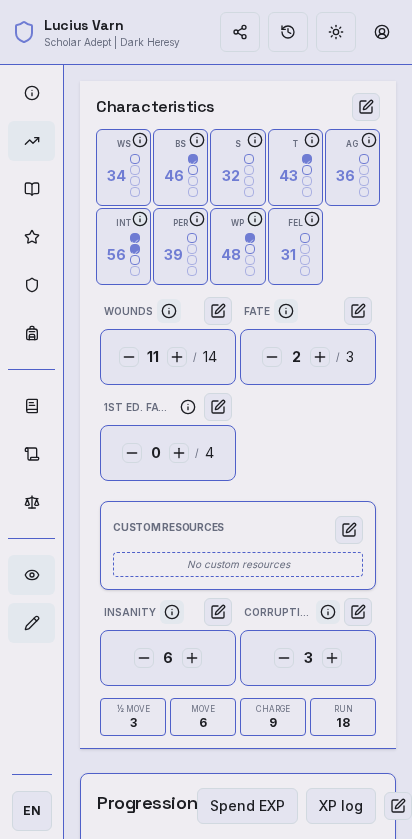 Lucius Varn
Scholar Adept | Dark Heresy
Characteristics
WS BS S T AG
34 46 32 43 36
INT PER WP FEL
56 39 48 31
WOUNDS FATE
11 / 14 2 / 3
1ST ED. FA...
0 / 4
CUSTOM RESOURCES
No custom resources
INSANITY CORRUPTI...
6 3
½ MOVE MOVE CHARGE RUN
3 6 9 18
Progression Spend EXP XP log
EN